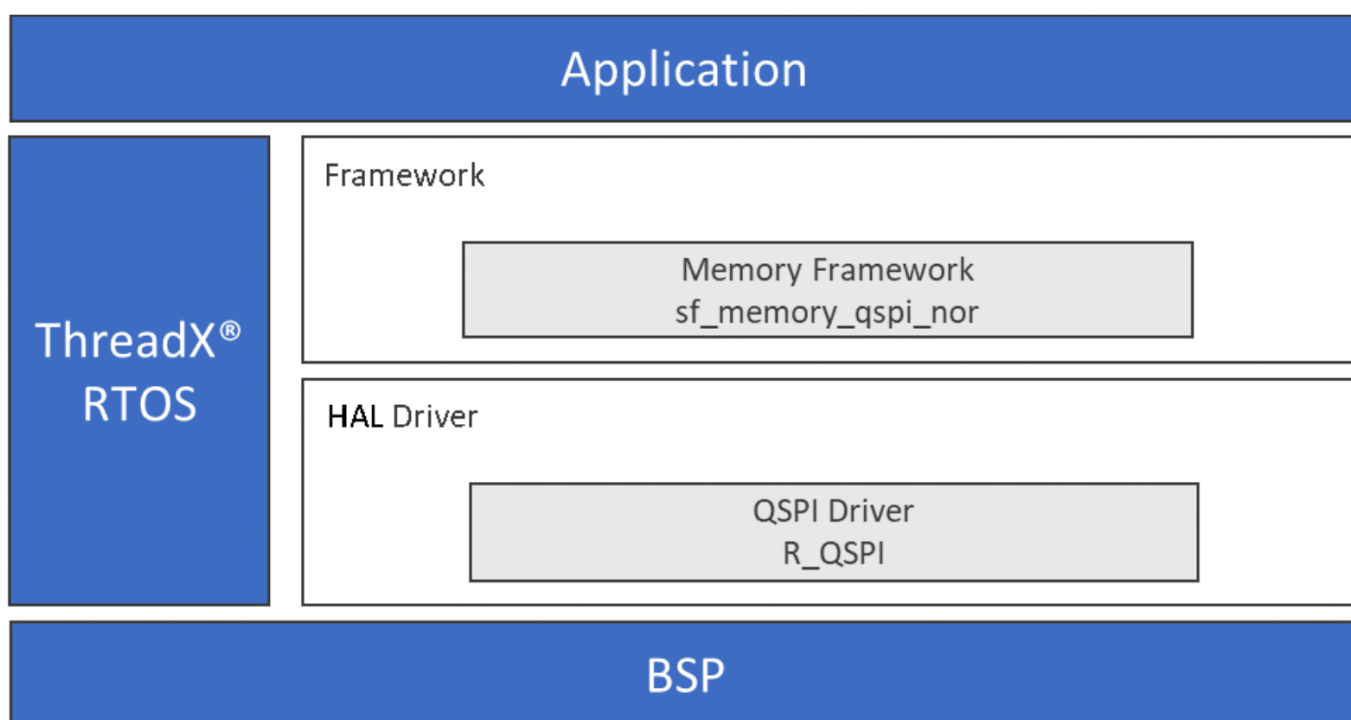 Application
Framework
Memory Framework
sf_memory_qspi_nor
ThreadX®
RTOS
HAL Driver
QSPI Driver
R_QSPI
BSP